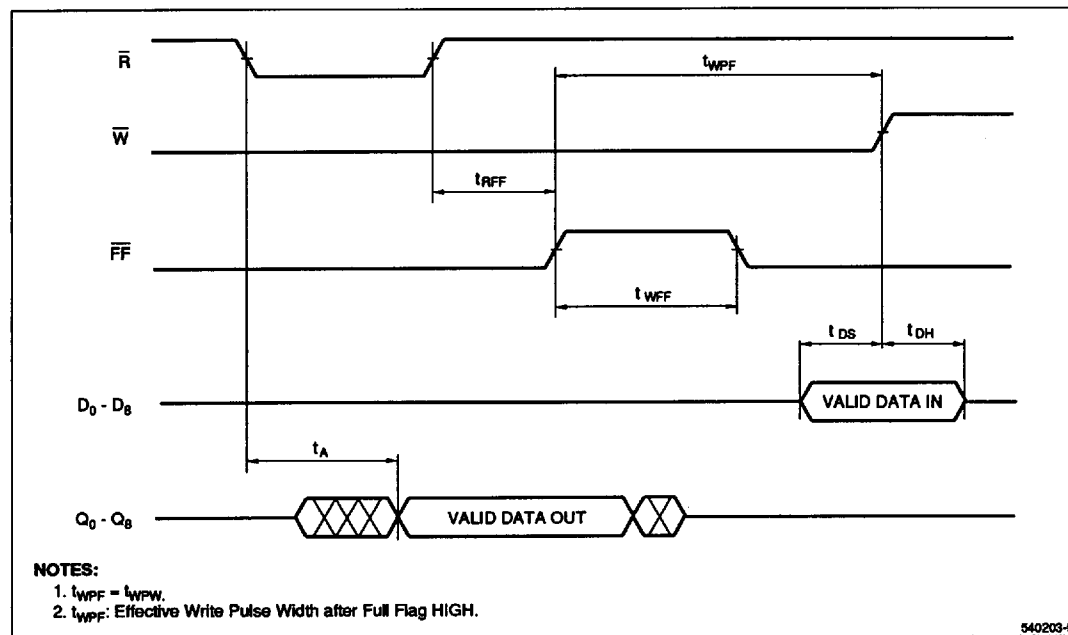 R̅
t_WPF
W̅
t_RFF
F̅F̅
t_WFF
t_DS t_DH
D₀ - D₈ VALID DATA IN
t_A
Q₀ - Q₈ VALID DATA OUT
NOTES:
1. t_WPF = t_WPW.
2. t_WPF: Effective Write Pulse Width after Full Flag HIGH.